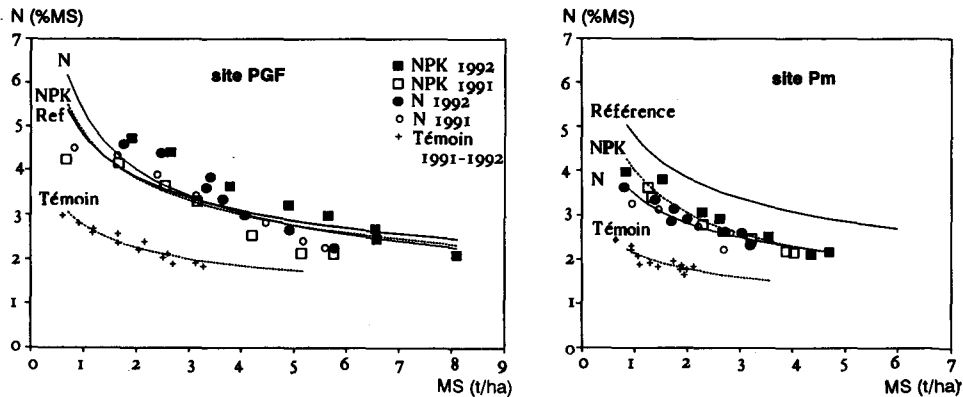 N (%MS)
7
6
5
4
3
2
1
0
0 1 2 3 4 5 6 7 8 9
MS (t/ha)
site PGF
N
NPK
Ref
Témoin
NPK 1992
NPK 1991
N 1992
N 1991
Témoin
1991-1992
N (%MS)
7
6
5
4
3
2
1
0
0 1 2 3 4 5 6 7
MS (t/ha)
site Pm
Référence
NPK
N
Témoin